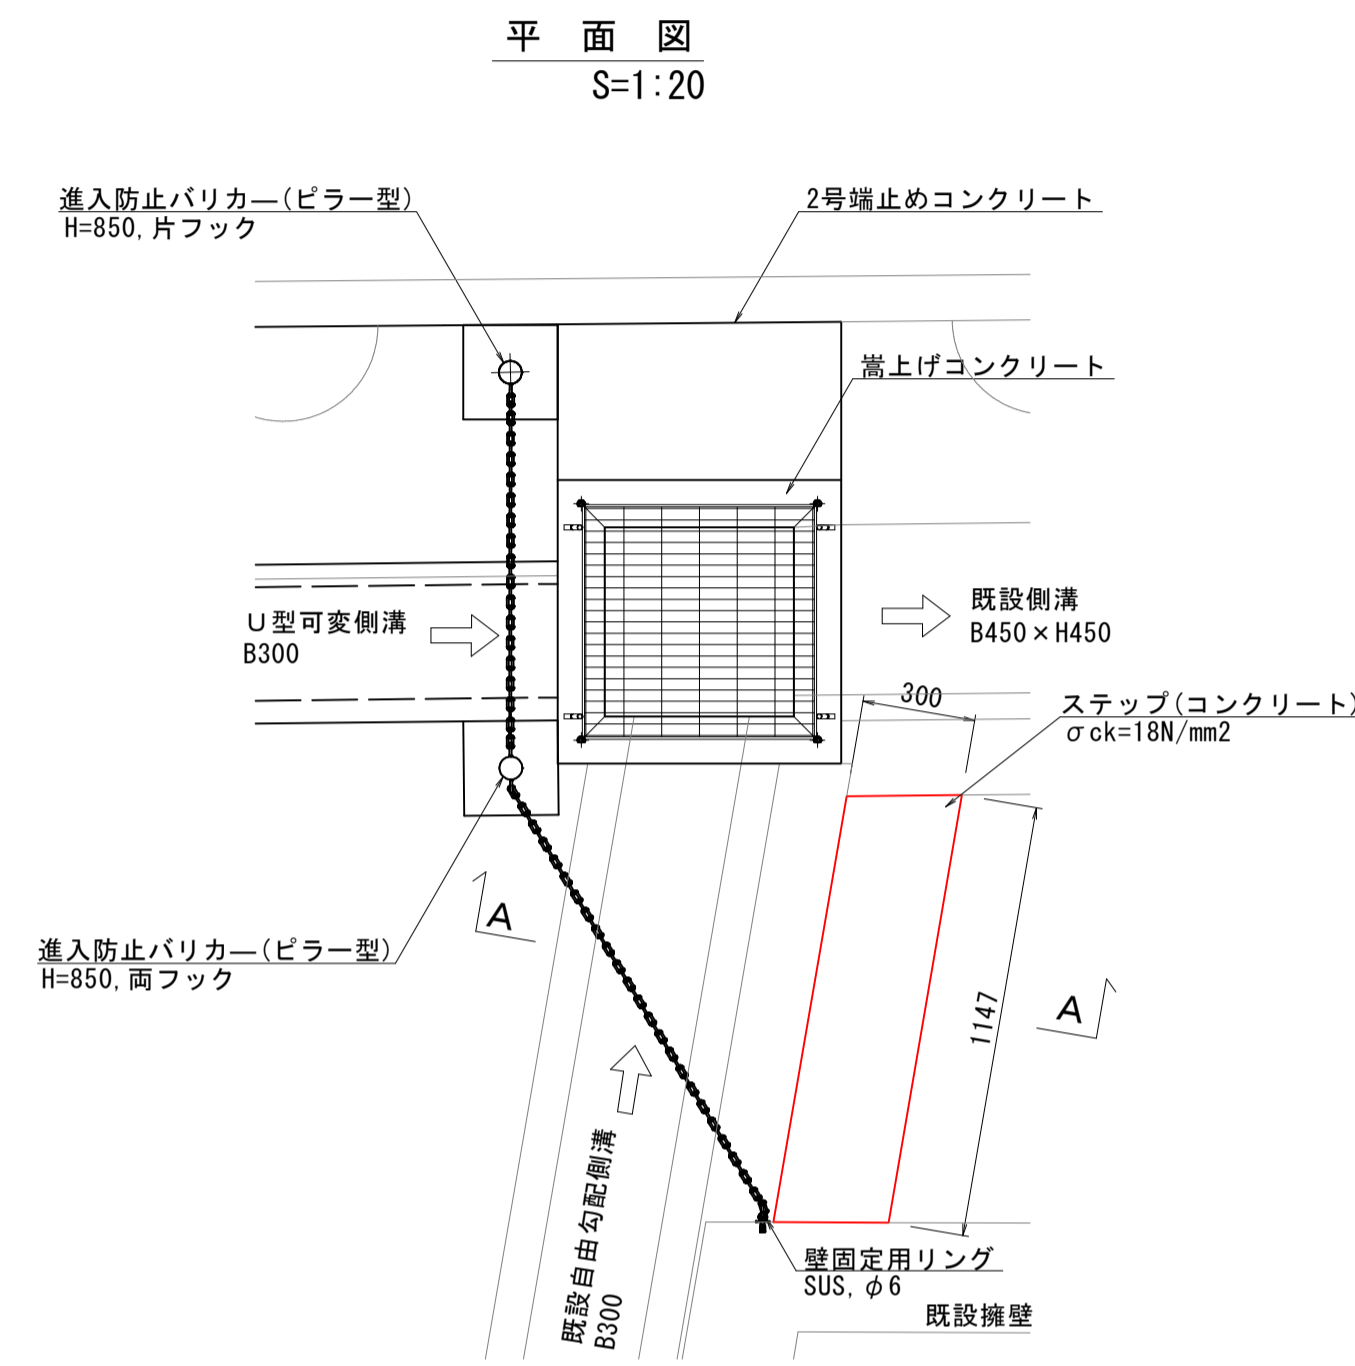 平面図
S=1:20
進入防止バリカ―(ピラー型)
H=850,片フック
2号端止めコンクリート
嵩上げコンクリート
U型可変側溝
B300
既設側溝
B450×H450
300
ステップ(コンクリート)
σck=18N/mm2
A
進入防止バリカ―(ピラー型)
H=850,両フック
1147
A
既設自由勾配側溝
B300
壁固定用リング
SUS,φ6
既設擁壁